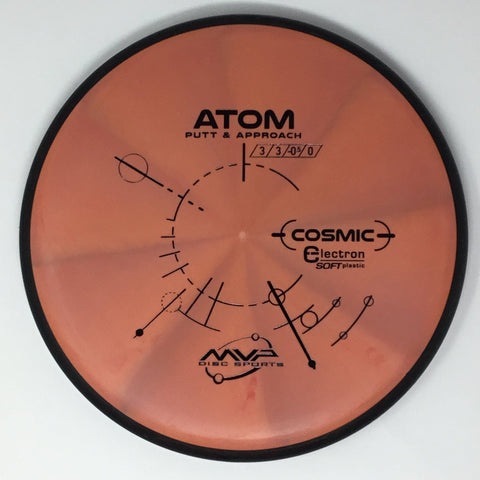 ATOM
PUTT & APPROACH
3/3/-0.5/0
COSMIC
Electron
SOFT plastic
MVP
DISC SPORTS